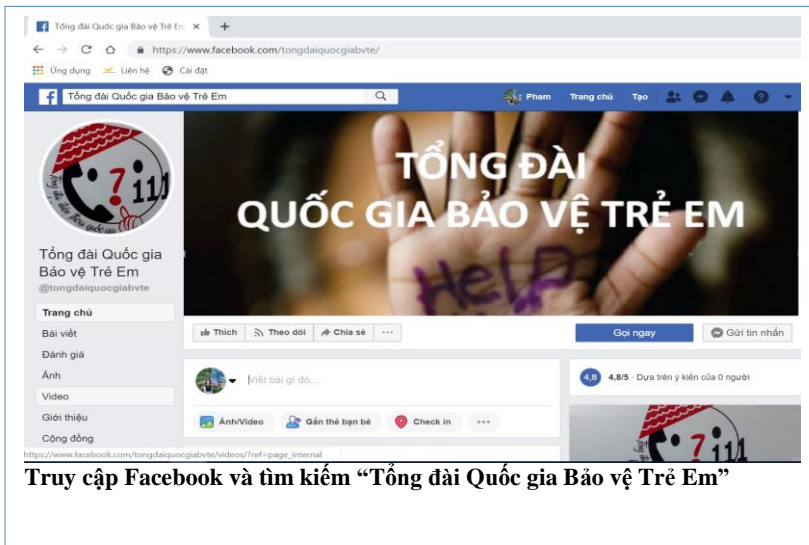 Tổng đài Quốc gia Bảo vệ Trẻ Em
https://www.facebook.com/tongdaiquocgiabvte/
Ứng dụng Liên hệ Cài đặt
Tổng đài Quốc gia Bảo vệ Trẻ Em
Pham Trang chủ Tạo
?111
TỔNG ĐÀI
QUỐC GIA BẢO VỆ TRẺ EM
Help
Tổng đài Quốc gia
Bảo vệ Trẻ Em
@tongdaiquocgiabvte
Trang chủ
Bài viết
Đánh giá
Ảnh
Video
Giới thiệu
Cộng đồng
Thích Theo dõi Chia sẻ ...
Gọi ngay Gửi tin nhắn
Viết bài gì đó...
Ảnh/Video Gắn thẻ bạn bè Check in ...
4,8 4,8/5 · Dựa trên ý kiến của 0 người
?111
https://www.facebook.com/tongdaiquocgiabvte/videos/?ref=page_internal
Truy cập Facebook và tìm kiếm “Tổng đài Quốc gia Bảo vệ Trẻ Em”